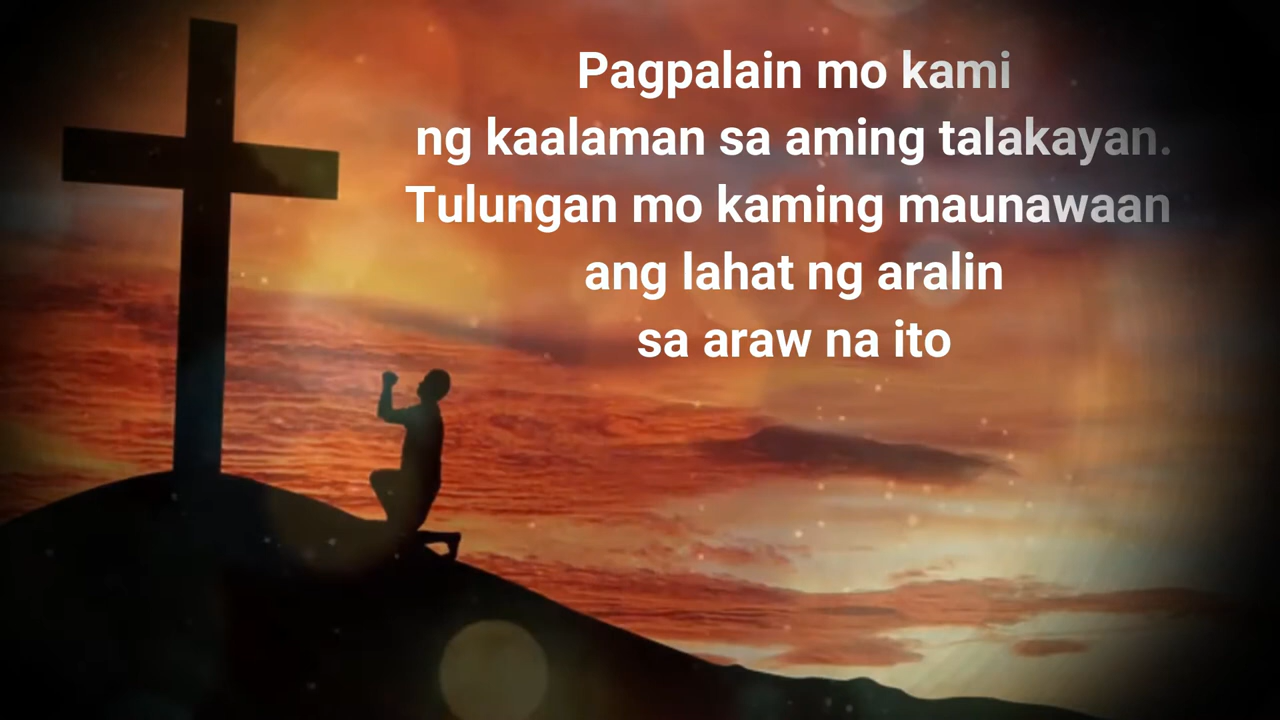 Pagpalain mo kami
ng kaalaman sa aming talakayan.
Tulungan mo kaming maunawaan
ang lahat ng aralin
sa araw na ito